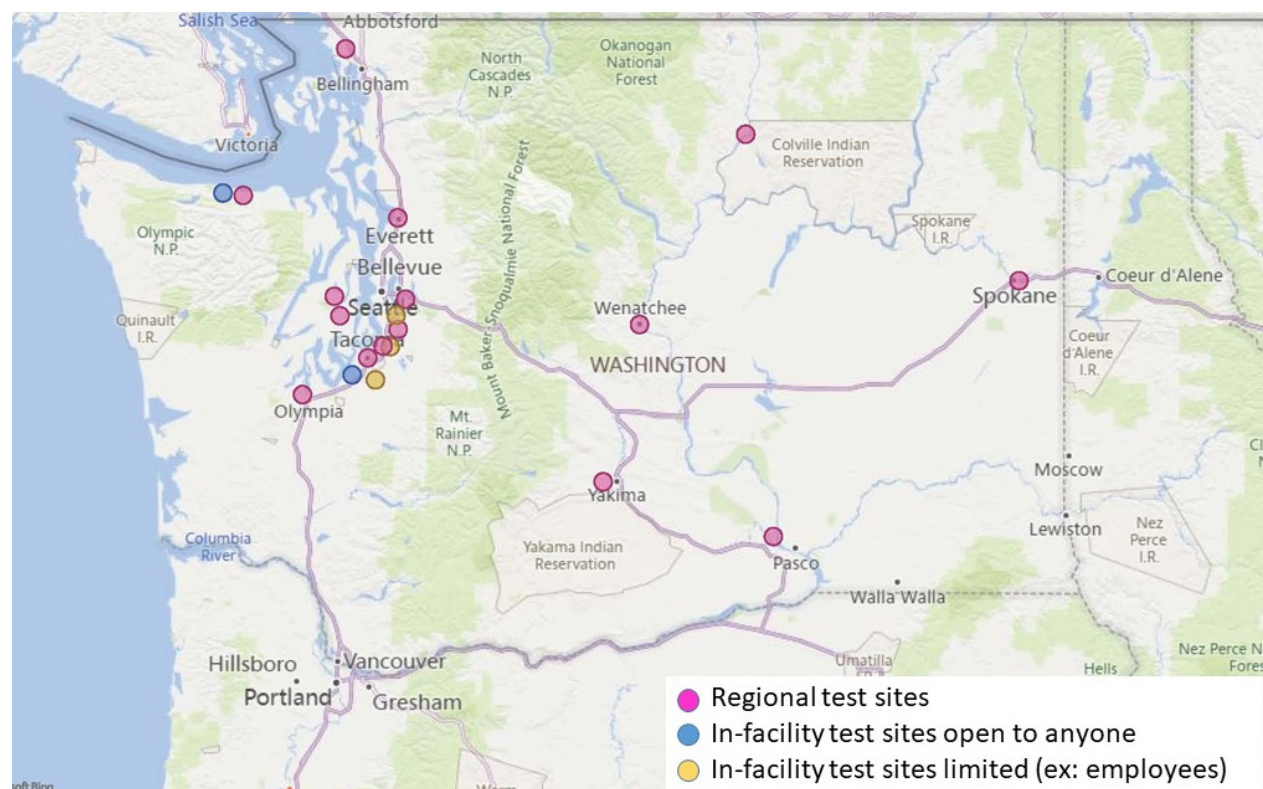 Salish Sea
Abbotsford
Bellingham
North
Cascades
N.P.
Okanogan
National
Forest
Victoria
Colville Indian
Reservation
Mount Baker-Snoqualmie National Forest
Olympic
N.P.
Everett
Spokane
I.R.
Bellevue
Coeur d'Alene
Spokane
Seattle
Wenatchee
Quinault
I.R.
Tacoma
Coeur
d'Alene
I.R.
WASHINGTON
Olympia
Mt.
Rainier
N.P.
Moscow
Yakima
Lewiston
Nez
Perce
I.R.
Columbia
River
Yakama Indian
Reservation
Pasco
Walla Walla
Hillsboro
Vancouver
Umatilla
Hells
Nez Perce
Portland
Gresham
Regional test sites
In-facility test sites open to anyone
In-facility test sites limited (ex: employees)